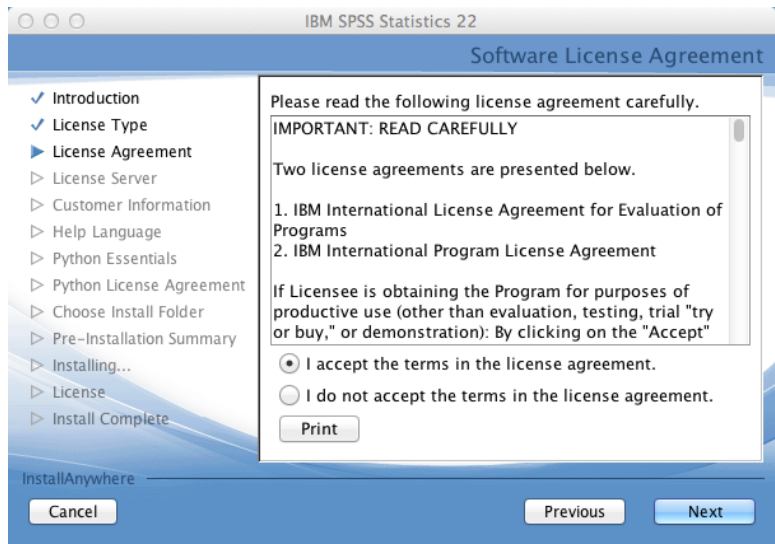 IBM SPSS Statistics 22
Software License Agreement
Introduction
License Type
License Agreement
License Server
Customer Information
Help Language
Python Essentials
Python License Agreement
Choose Install Folder
Pre-Installation Summary
Installing...
License
Install Complete
Please read the following license agreement carefully.
IMPORTANT: READ CAREFULLY
Two license agreements are presented below.
1. IBM International License Agreement for Evaluation of
Programs
2. IBM International Program License Agreement
If Licensee is obtaining the Program for purposes of
productive use (other than evaluation, testing, trial "try
or buy," or demonstration): By clicking on the "Accept"
I accept the terms in the license agreement.
I do not accept the terms in the license agreement.
Print
InstallAnywhere
Cancel
Previous
Next